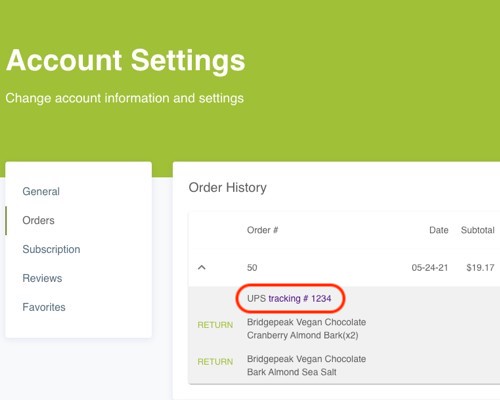 Account Settings
Change account information and settings
General
Orders
Subscription
Reviews
Favorites
Order History
Order # Date Subtotal
50 05-24-21 $19.17
UPS tracking # 1234
RETURN Bridgepeak Vegan Chocolate
Cranberry Almond Bark(x2)
RETURN Bridgepeak Vegan Chocolate
Bark Almond Sea Salt